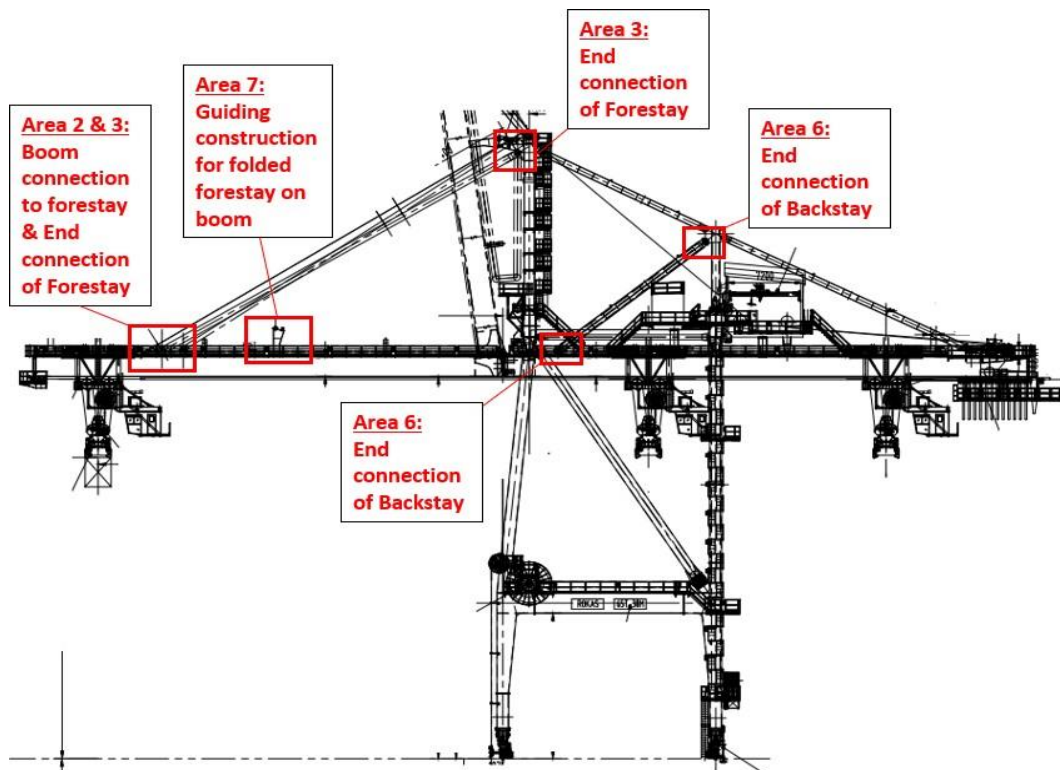 Area 3:
End
connection
of Forestay
Area 7:
Guiding
construction
for folded
forestay on
boom
Area 2 & 3:
Boom
connection
to forestay
& End
connection
of Forestay
Area 6:
End
connection
of Backstay
7200
Area 6:
End
connection
of Backstay
65T